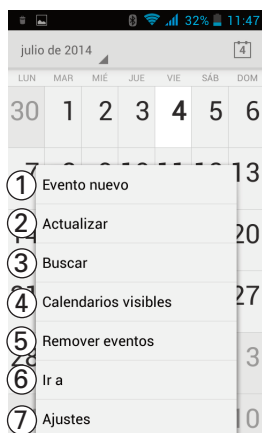 32% 11:47
julio de 2014 4
LUN MAR MIÉ JUE VIE SÁB DOM
30 1 2 3 4 5 6
13
1 Evento nuevo
2 Actualizar
20
3 Buscar
4 Calendarios visibles
27
5 Remover eventos
3
6 Ir a
7 Ajustes
10